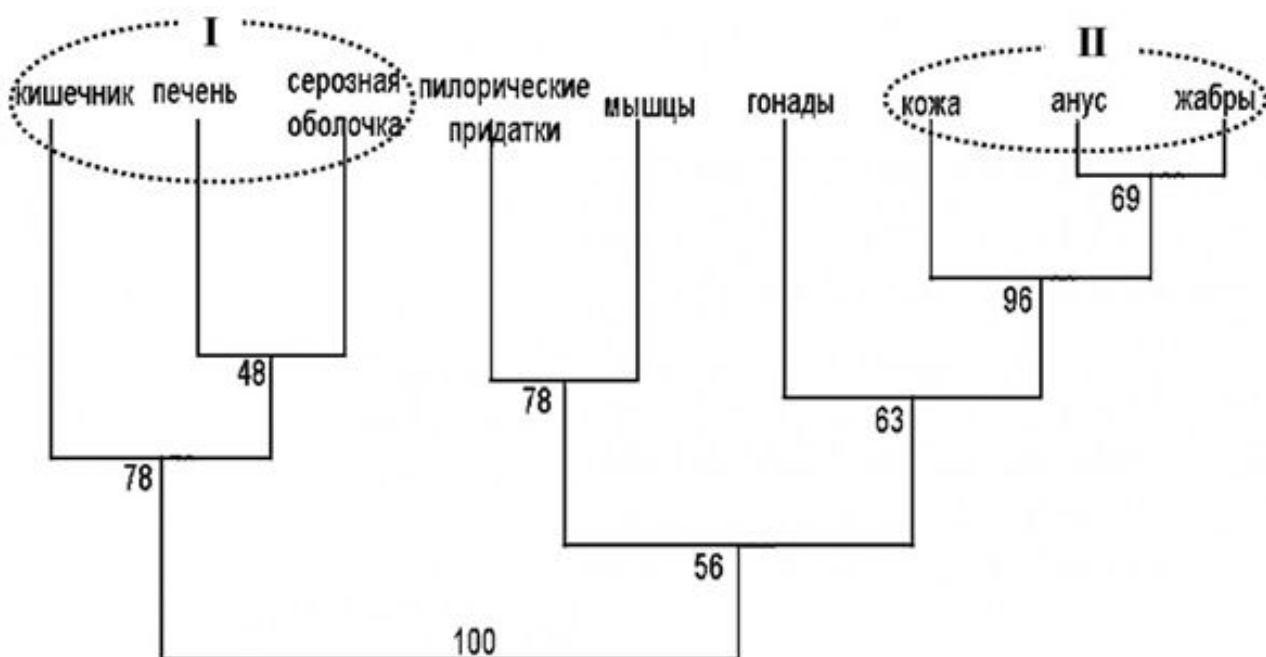 I
II
кишечник
печень
серозная
оболочка
пилорические
придатки
мышцы
гонады
кожа
анус
жабры
69
96
48
78
63
78
56
100